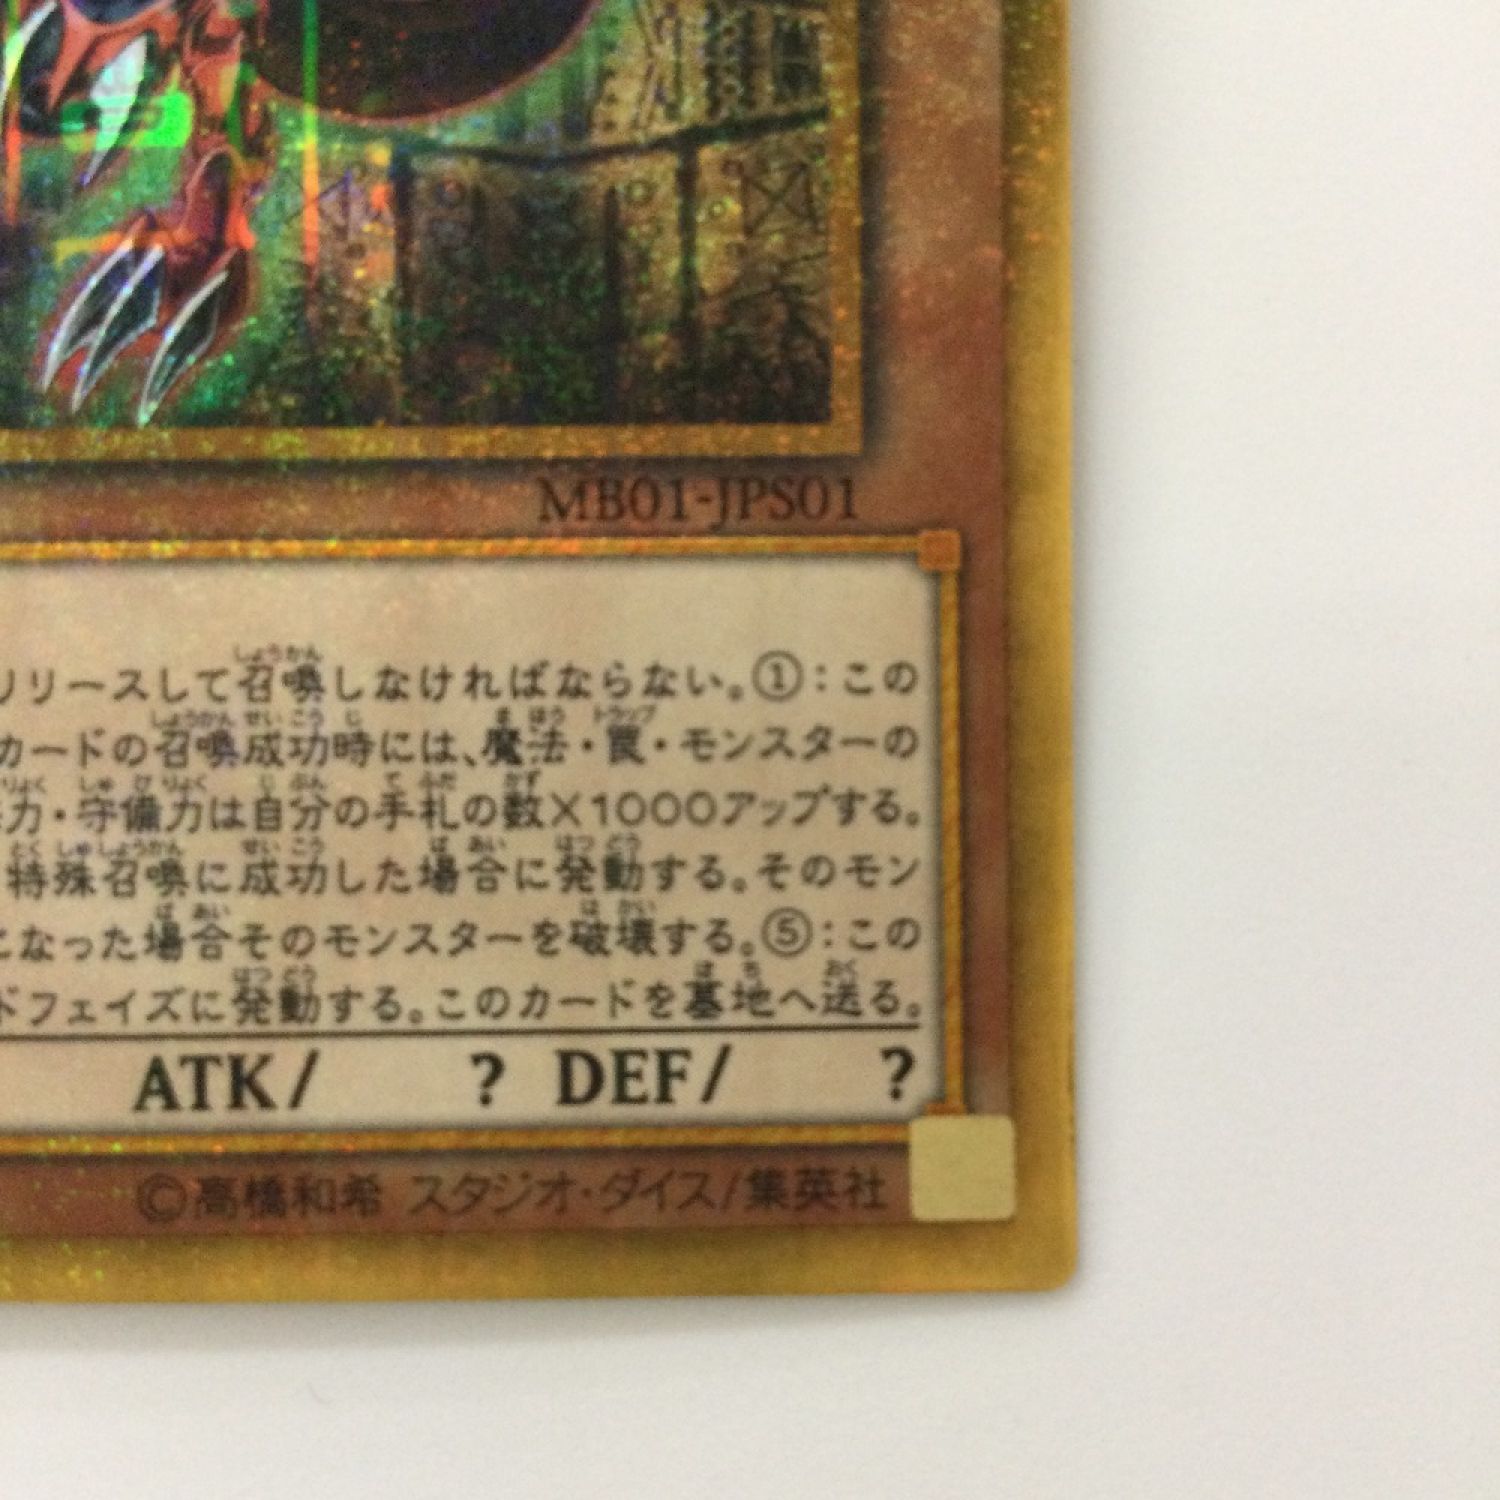 MB01-JPS01
リリースして召喚しなければならない。①：この
カードの召喚成功時には、魔法・罠・モンスターの
力・守備力は自分の手札の数×1000アップする。
特殊召喚に成功した場合に発動する。そのモン
になった場合そのモンスターを破壊する。⑤：この
ドフェイズに発動する。このカードを墓地へ送る。
ATK/ ? DEF/ ?
©高橋和希 スタジオ・ダイス/集英社